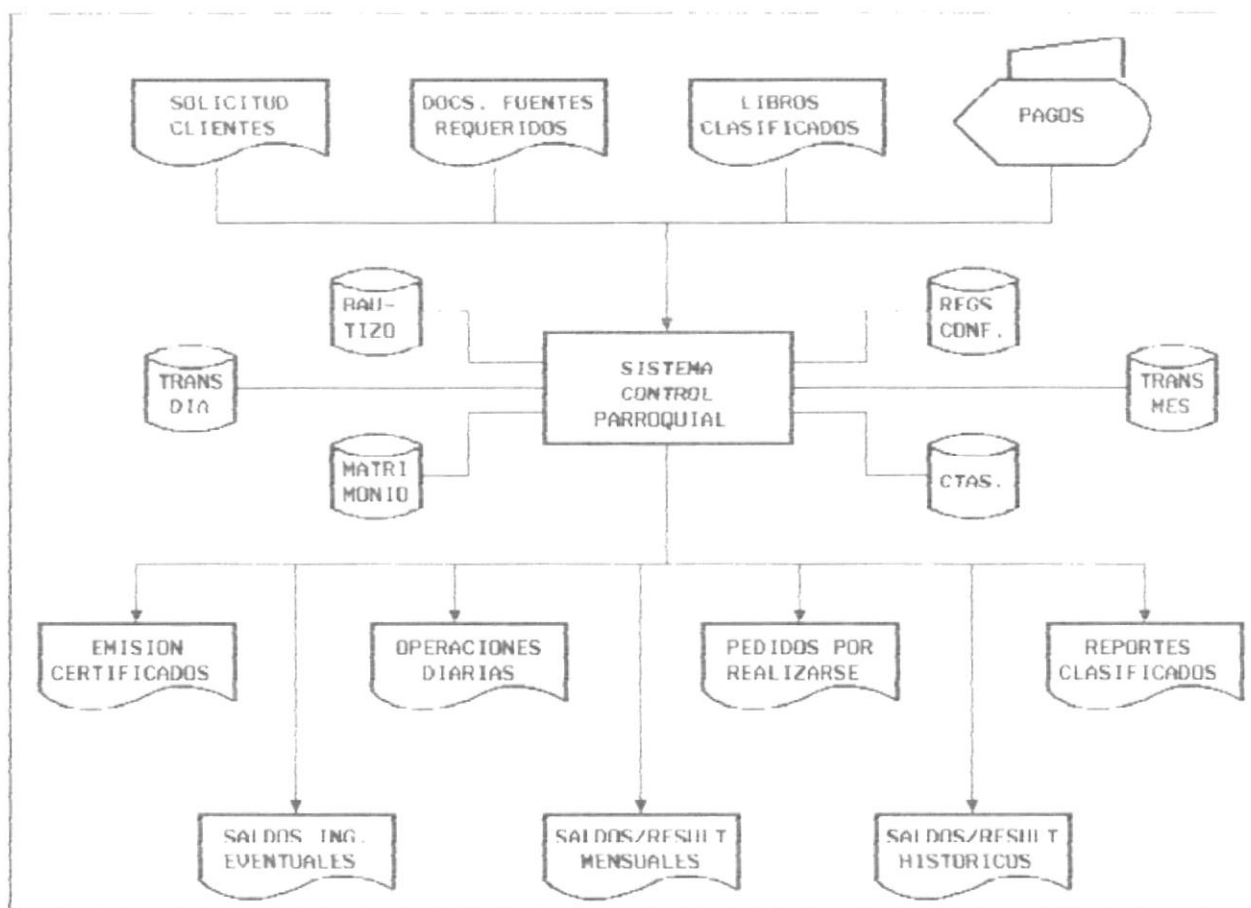 SOLICITUD
CLIENTES
DOCS. FUENTES
REQUERIDOS
LIBROS
CLASIFICADOS
PAGOS
BAU-
TIZO
REGS
CONF.
TRANS
DIA
SISTEMA
CONTROL
PARROQUIAL
TRANS
MES
MATRI
MONIO
CTAS.
EMISION
CERTIFICADOS
OPERACIONES
DIARIAS
PEDIDOS POR
REALIZARSE
REPORTES
CLASIFICADOS
SALDOS ING.
EVENTUALES
SALDOS/RESULT
MENSUALES
SALDOS/RESULT
HISTORICOS